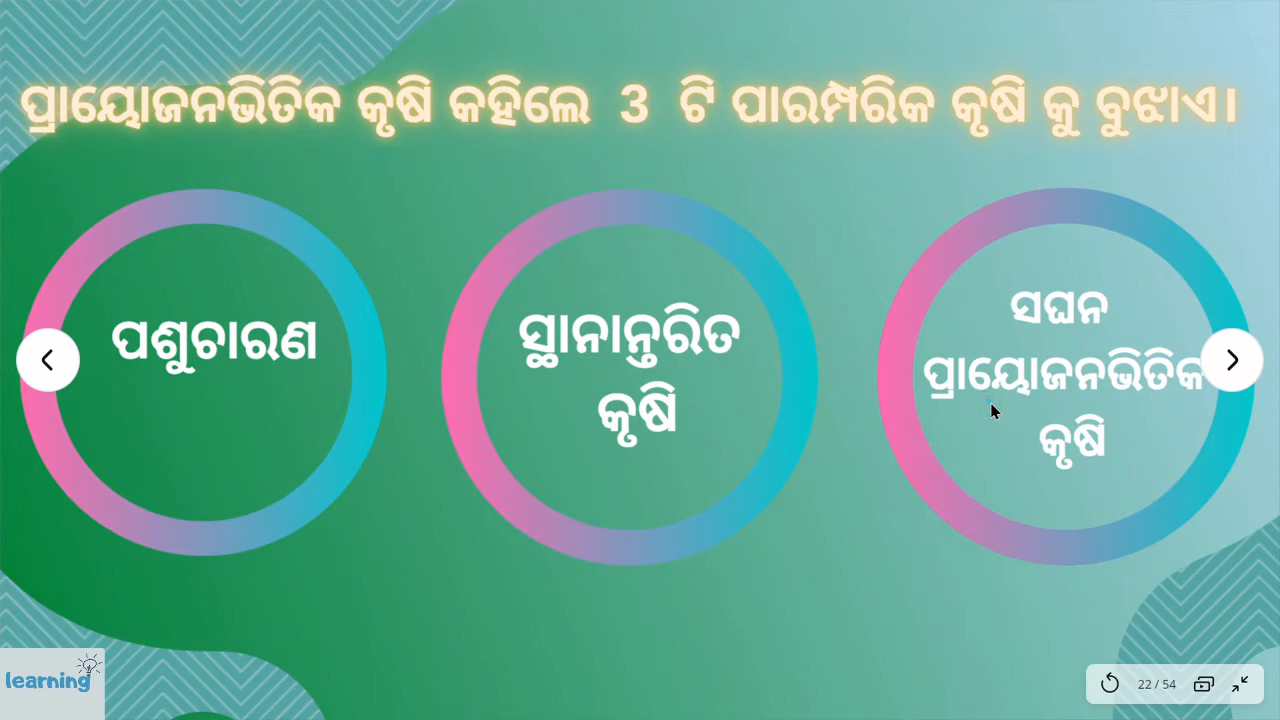 ପ୍ରାୟୋଜନଭିତିକ କୃଷି କହିଲେ 3 ଟି ପାରମ୍ପରିକ କୃଷି କୁ ବୁଝାଏ।
ପଶୁଚାରଣ
ସ୍ଥାନାନ୍ତରିତ
କୃଷି
ସଘନ
ପ୍ରାୟୋଜନଭିତିକ
କୃଷି
learning
22 / 54